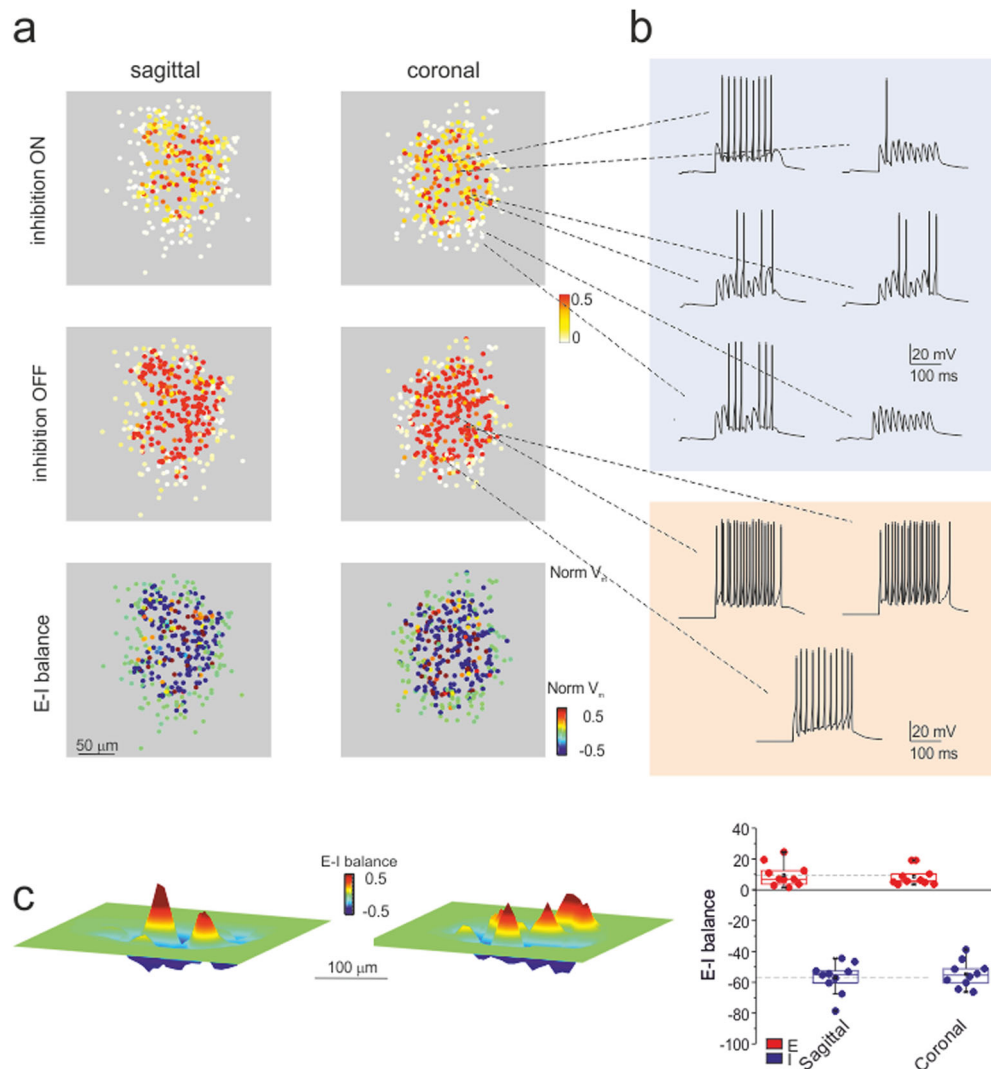 a
b
sagittal
coronal
inhibition ON
0.5
0
20 mV
100 ms
inhibition OFF
Norm V
E-I balance
Norm V
0.5
-0.5
50 μm
20 mV
100 ms
c
E-I balance
0.5
-0.5
100 μm
E-I balance
40
20
0
-20
-40
-60
-80
-100
E
I
Sagittal
Coronal